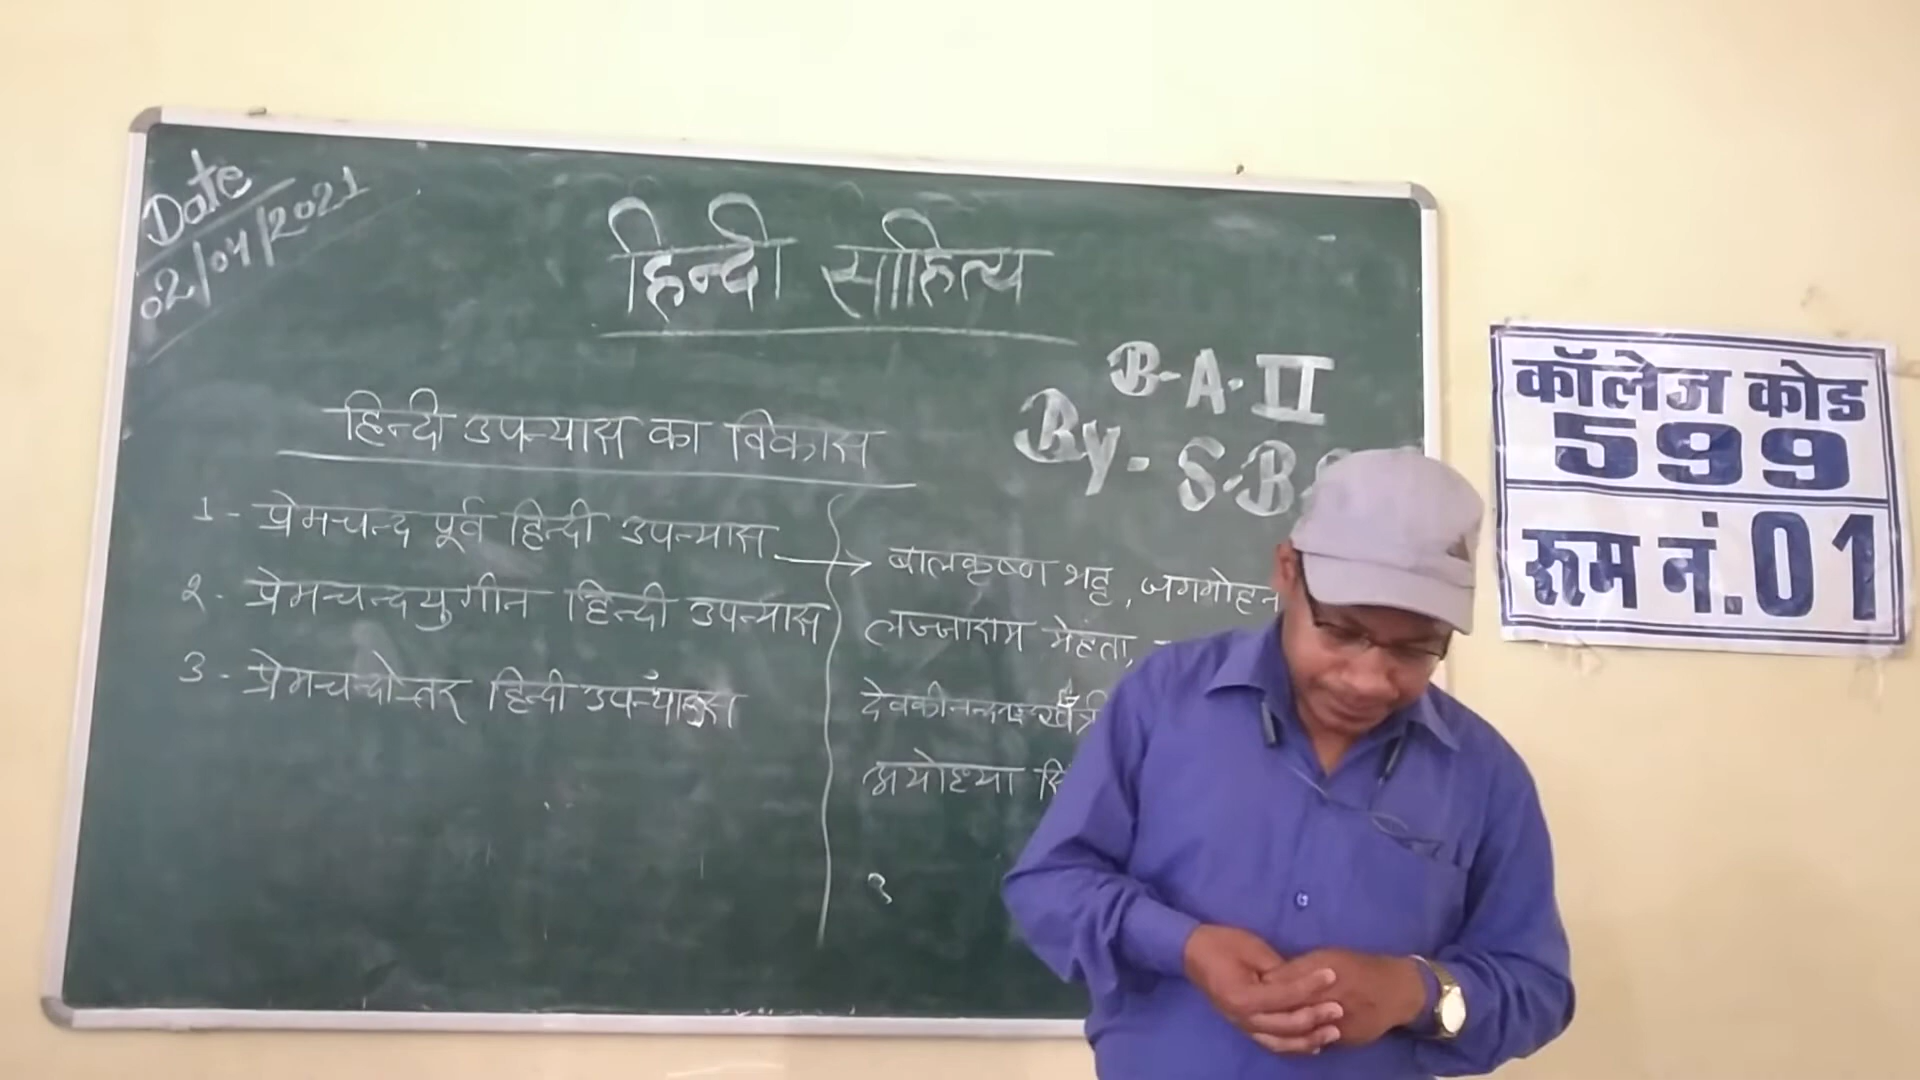 Date
02/04/2021
हिन्दी साहित्य
B-A-II
By-S.B.
हिन्दी उपन्यास का विकास
1- प्रेमचन्द पूर्व हिन्दी उपन्यास → बालकृष्ण भट्ट, जगमोहन
लज्जाराम मेहता,
2- प्रेमचन्दयुगीन हिन्दी उपन्यास
3- प्रेमचन्दोत्तर हिन्दी उपन्यास
देवकीनन्दन खत्री
अयोध्या
कॉलेज कोड
599
रूम नं.01